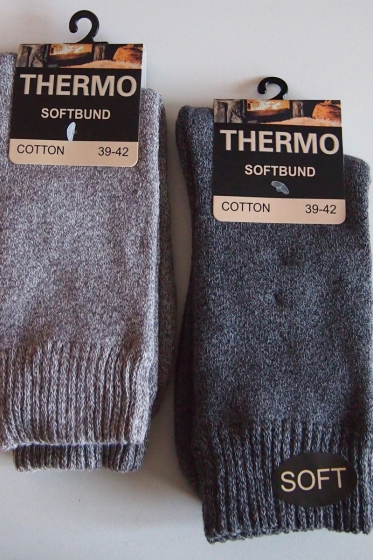 THERMO
SOFTBUND
COTTON 39-42
THERMO
SOFTBUND
COTTON 39-42
SOFT